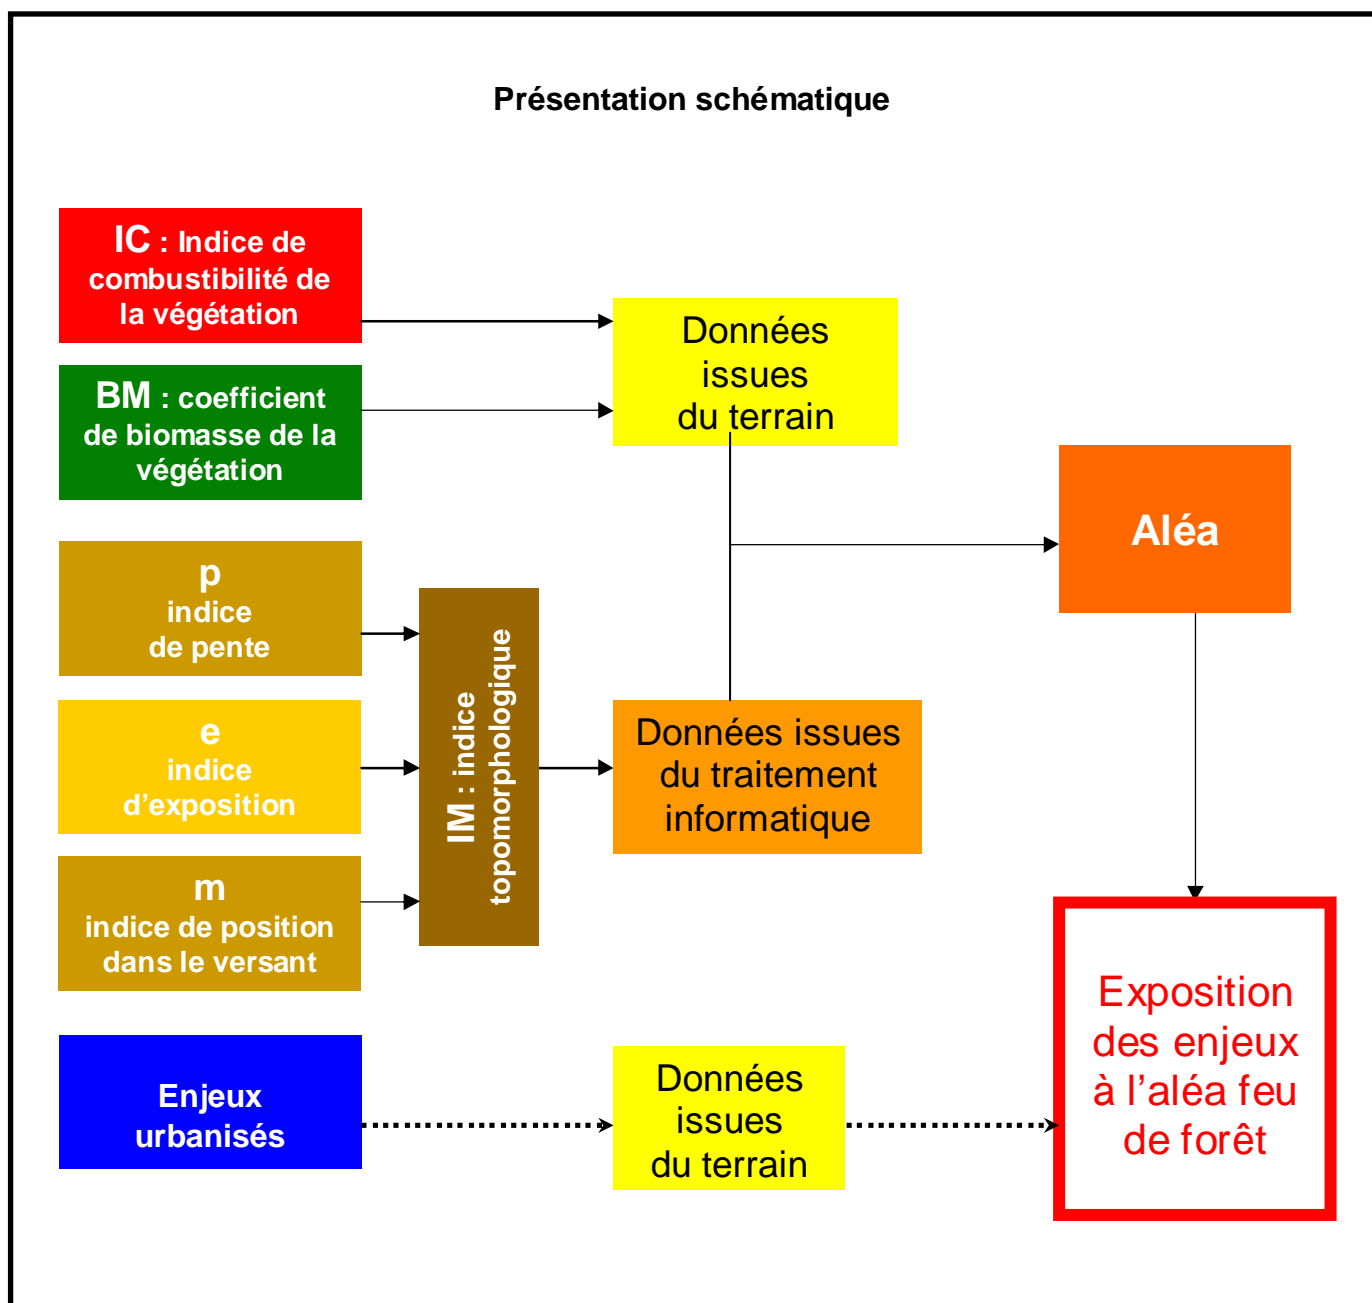 Présentation schématique
IC : Indice de
combustibilité de
la végétation
BM : coefficient
de biomasse de la
végétation
Données
issues
du terrain
Aléa
p
indice
de pente
e
indice
d’exposition
m
indice de position
dans le versant
IM : indice
topomorphologique
Données issues
du traitement
informatique
Enjeux
urbanisés
Données
issues
du terrain
Exposition
des enjeux
à l’aléa feu
de forêt